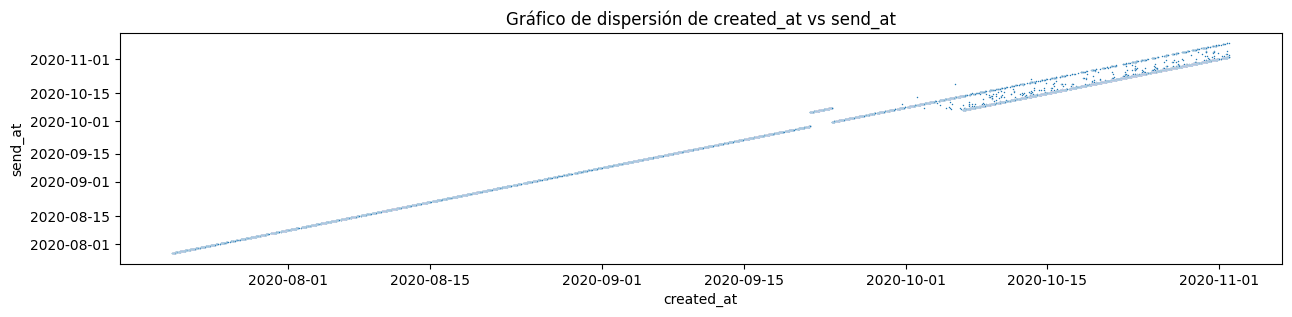 Gráfico de dispersión de created_at vs send_at
send_at
2020-11-01
2020-10-15
2020-10-01
2020-09-15
2020-09-01
2020-08-15
2020-08-01
2020-08-01 2020-08-15 2020-09-01 2020-09-15 2020-10-01 2020-10-15 2020-11-01
created_at